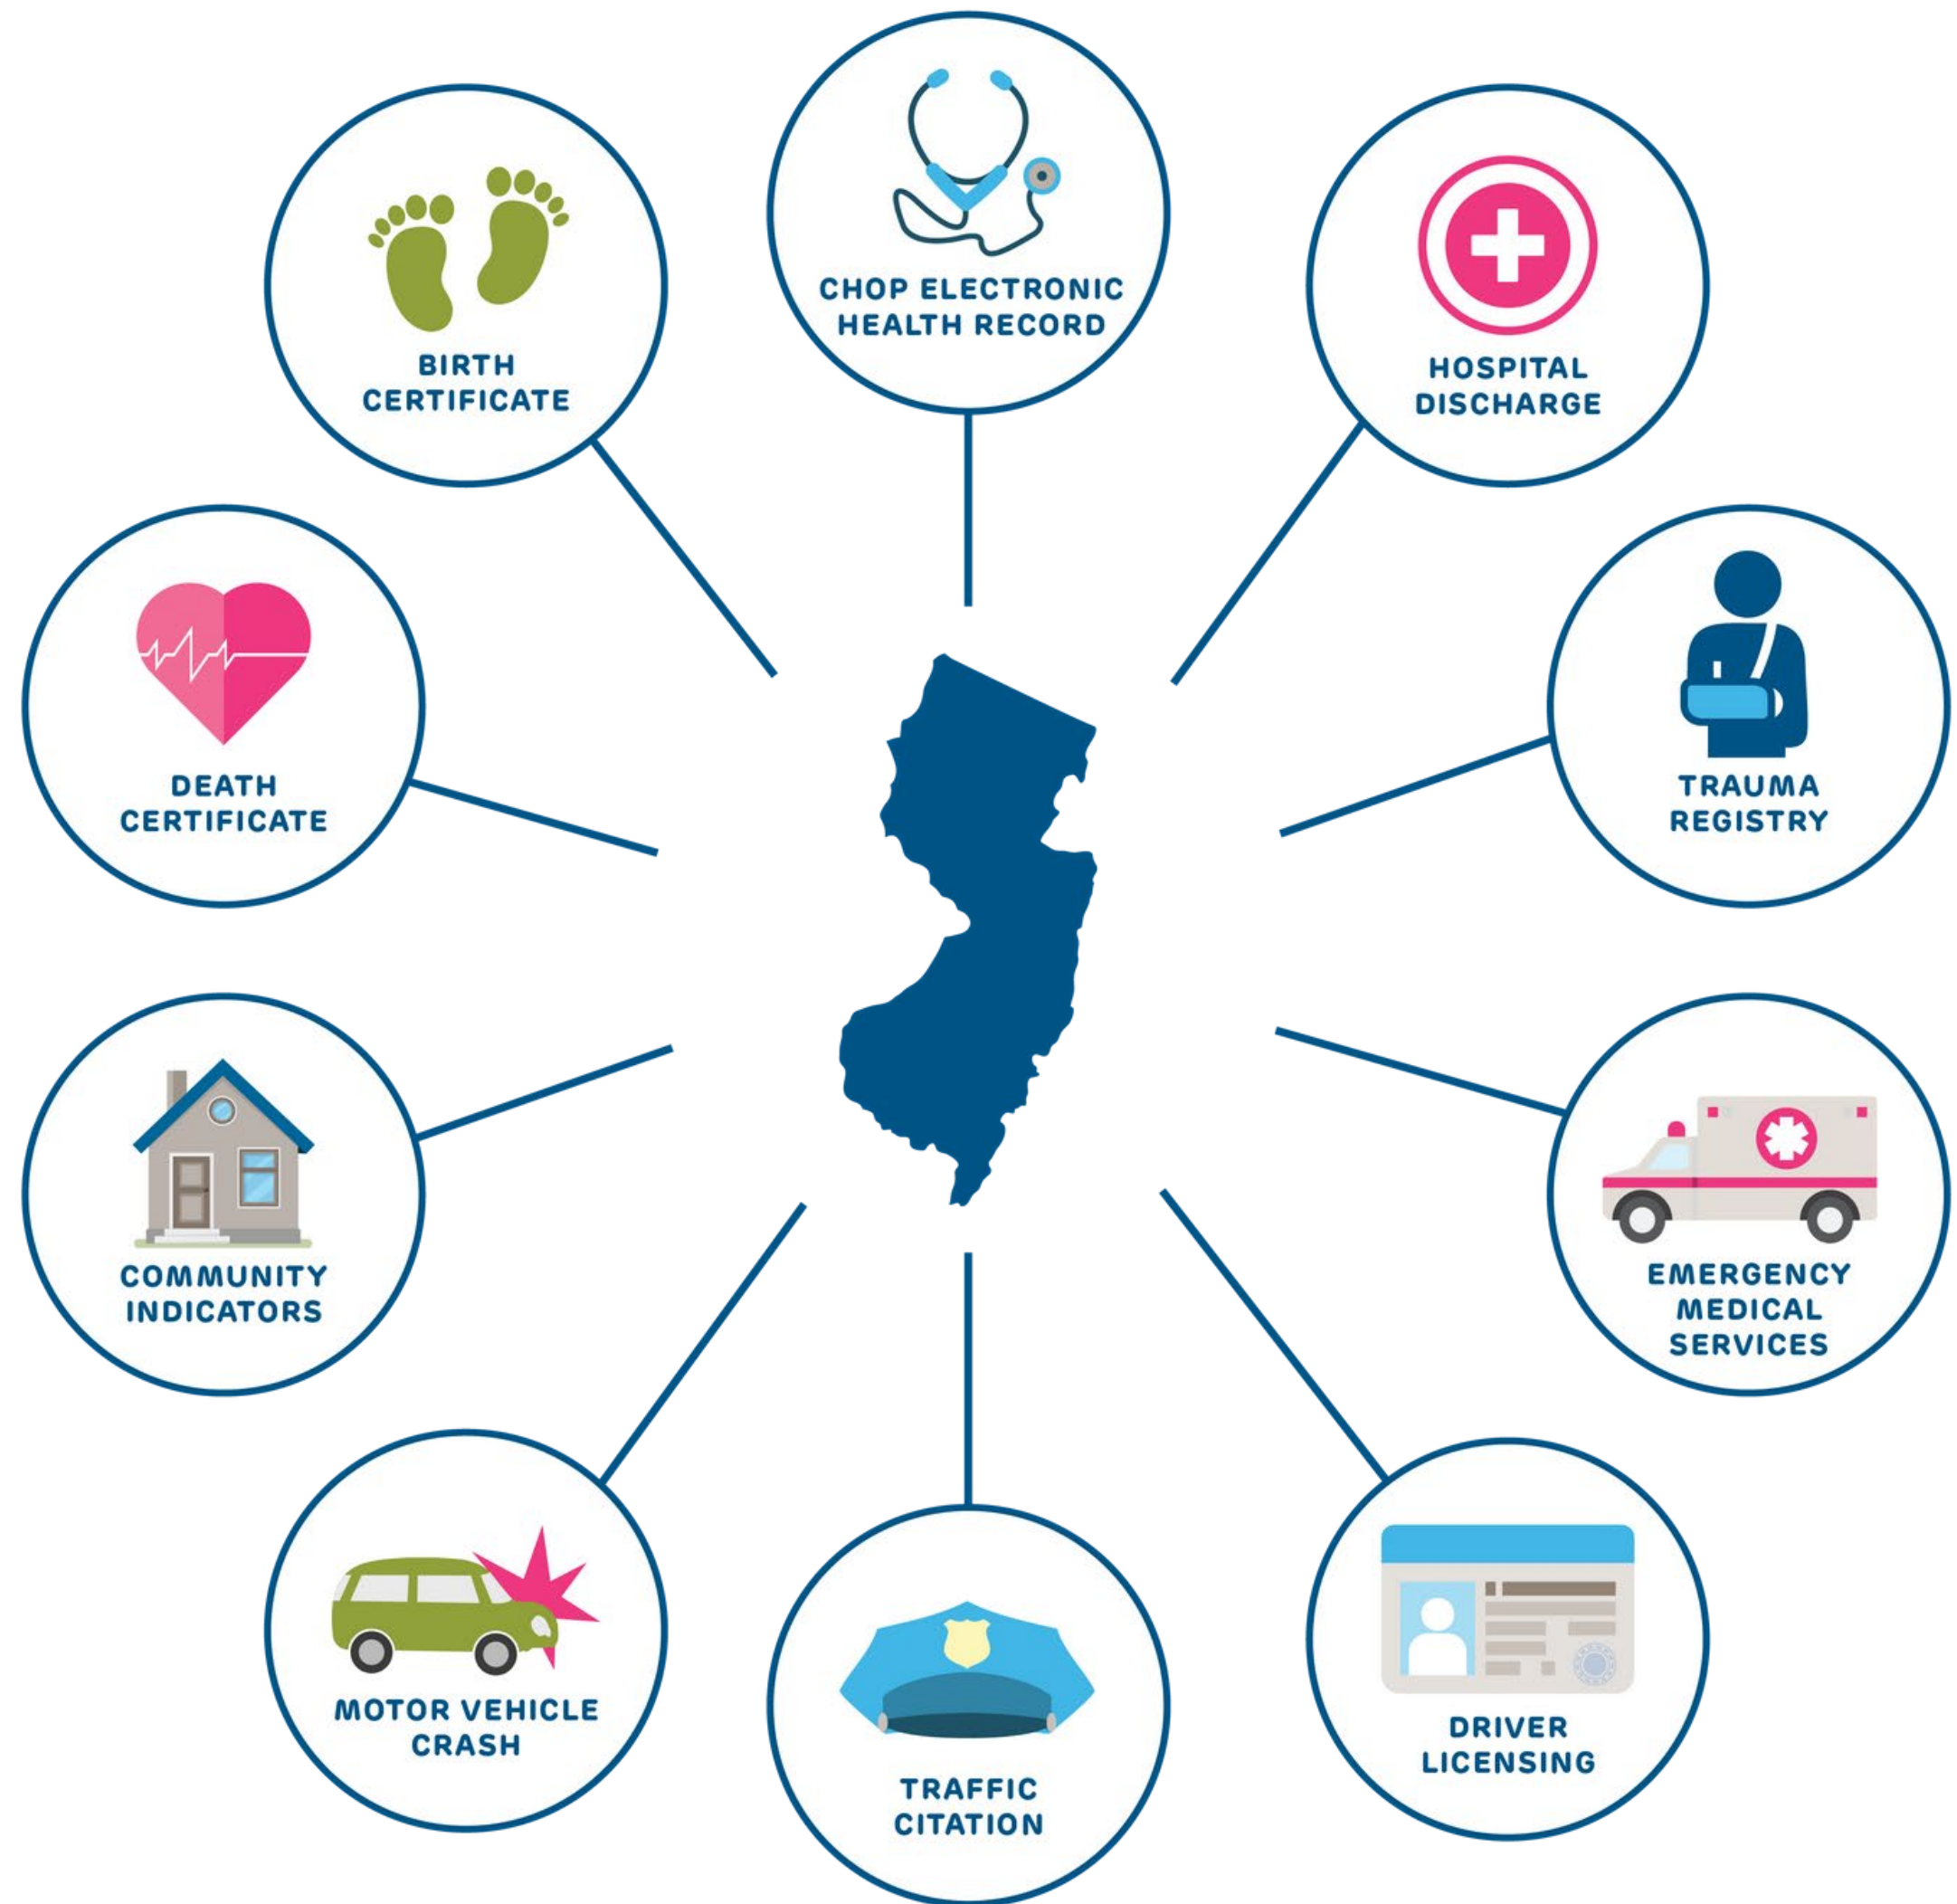 CHOP ELECTRONIC
HEALTH RECORD
BIRTH
CERTIFICATE
HOSPITAL
DISCHARGE
DEATH
CERTIFICATE
TRAUMA
REGISTRY
COMMUNITY
INDICATORS
EMERGENCY
MEDICAL
SERVICES
MOTOR VEHICLE
CRASH
TRAFFIC
CITATION
DRIVER
LICENSING